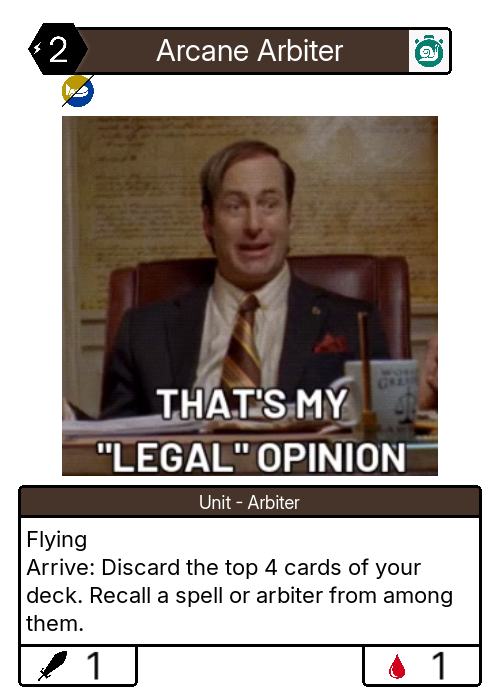 2
Arcane Arbiter
THAT'S MY
"LEGAL" OPINION
Unit - Arbiter
Flying
Arrive: Discard the top 4 cards of your
deck. Recall a spell or arbiter from among
them.
1
1